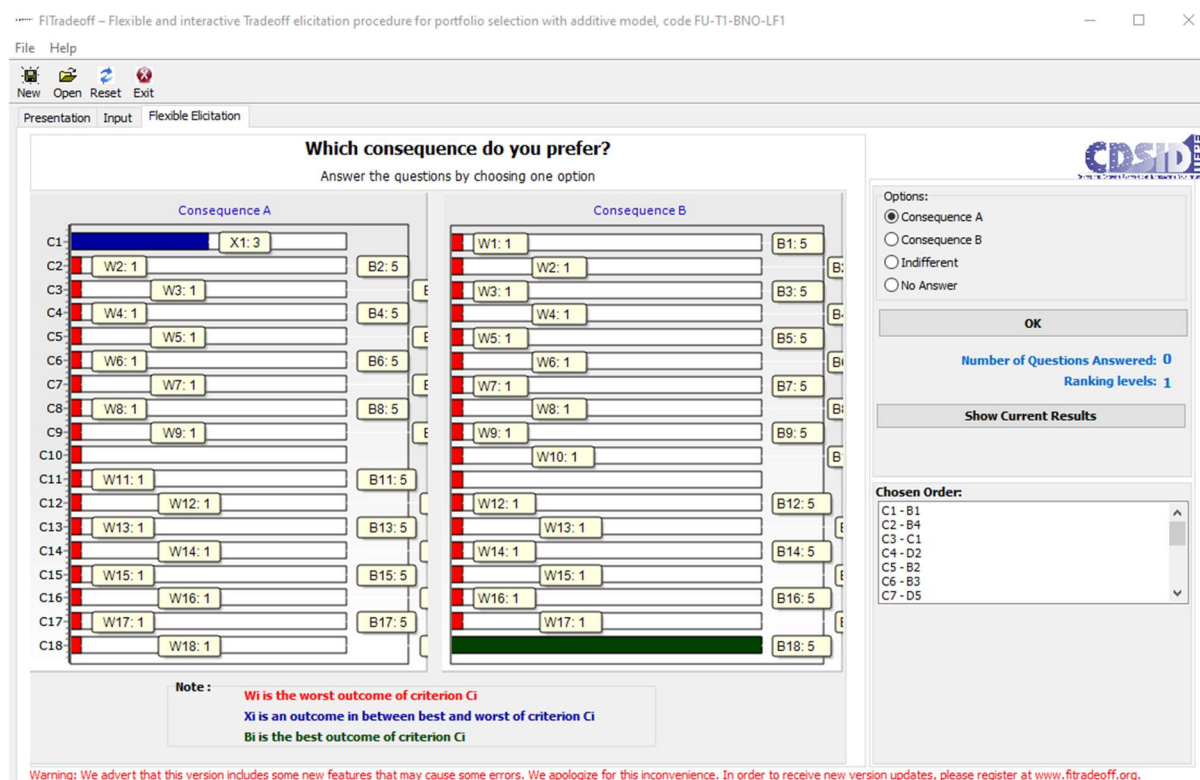 FITradeoff – Flexible and interactive Tradeoff elicitation procedure for portfolio selection with additive model, code FU-T1-BNO-LF1
File Help
New Open Reset Exit
Presentation Input Flexible Elicitation
Which consequence do you prefer?
Answer the questions by choosing one option
CDSID
Consequence A
Consequence B
C1 X1: 3
W1: 1 B1: 5
C2 W2: 1 B2: 5
W2: 1
C3 W3: 1
W3: 1 B3: 5
C4 W4: 1 B4: 5
W4: 1
C5 W5: 1
W5: 1 B5: 5
C6 W6: 1 B6: 5
W6: 1
C7 W7: 1
W7: 1 B7: 5
C8 W8: 1 B8: 5
W8: 1
C9 W9: 1
W9: 1 B9: 5
C10
W10: 1
C11 W11: 1 B11: 5
C12 W12: 1
W12: 1 B12: 5
C13 W13: 1 B13: 5
W13: 1
C14 W14: 1
W14: 1 B14: 5
C15 W15: 1 B15: 5
W15: 1
C16 W16: 1
W16: 1 B16: 5
C17 W17: 1 B17: 5
W17: 1
C18 W18: 1
B18: 5
Note :
Wi is the worst outcome of criterion Ci
Xi is an outcome in between best and worst of criterion Ci
Bi is the best outcome of criterion Ci
Options:
Consequence A
Consequence B
Indifferent
No Answer
OK
Number of Questions Answered: 0
Ranking levels: 1
Show Current Results
Chosen Order:
C1 - B1
C2 - B4
C3 - C1
C4 - D2
C5 - B2
C6 - B3
C7 - D5
Warning: We advert that this version includes some new features that may cause some errors. We apologize for this inconvenience. In order to receive new version updates, please register at www.fitradeoff.org.